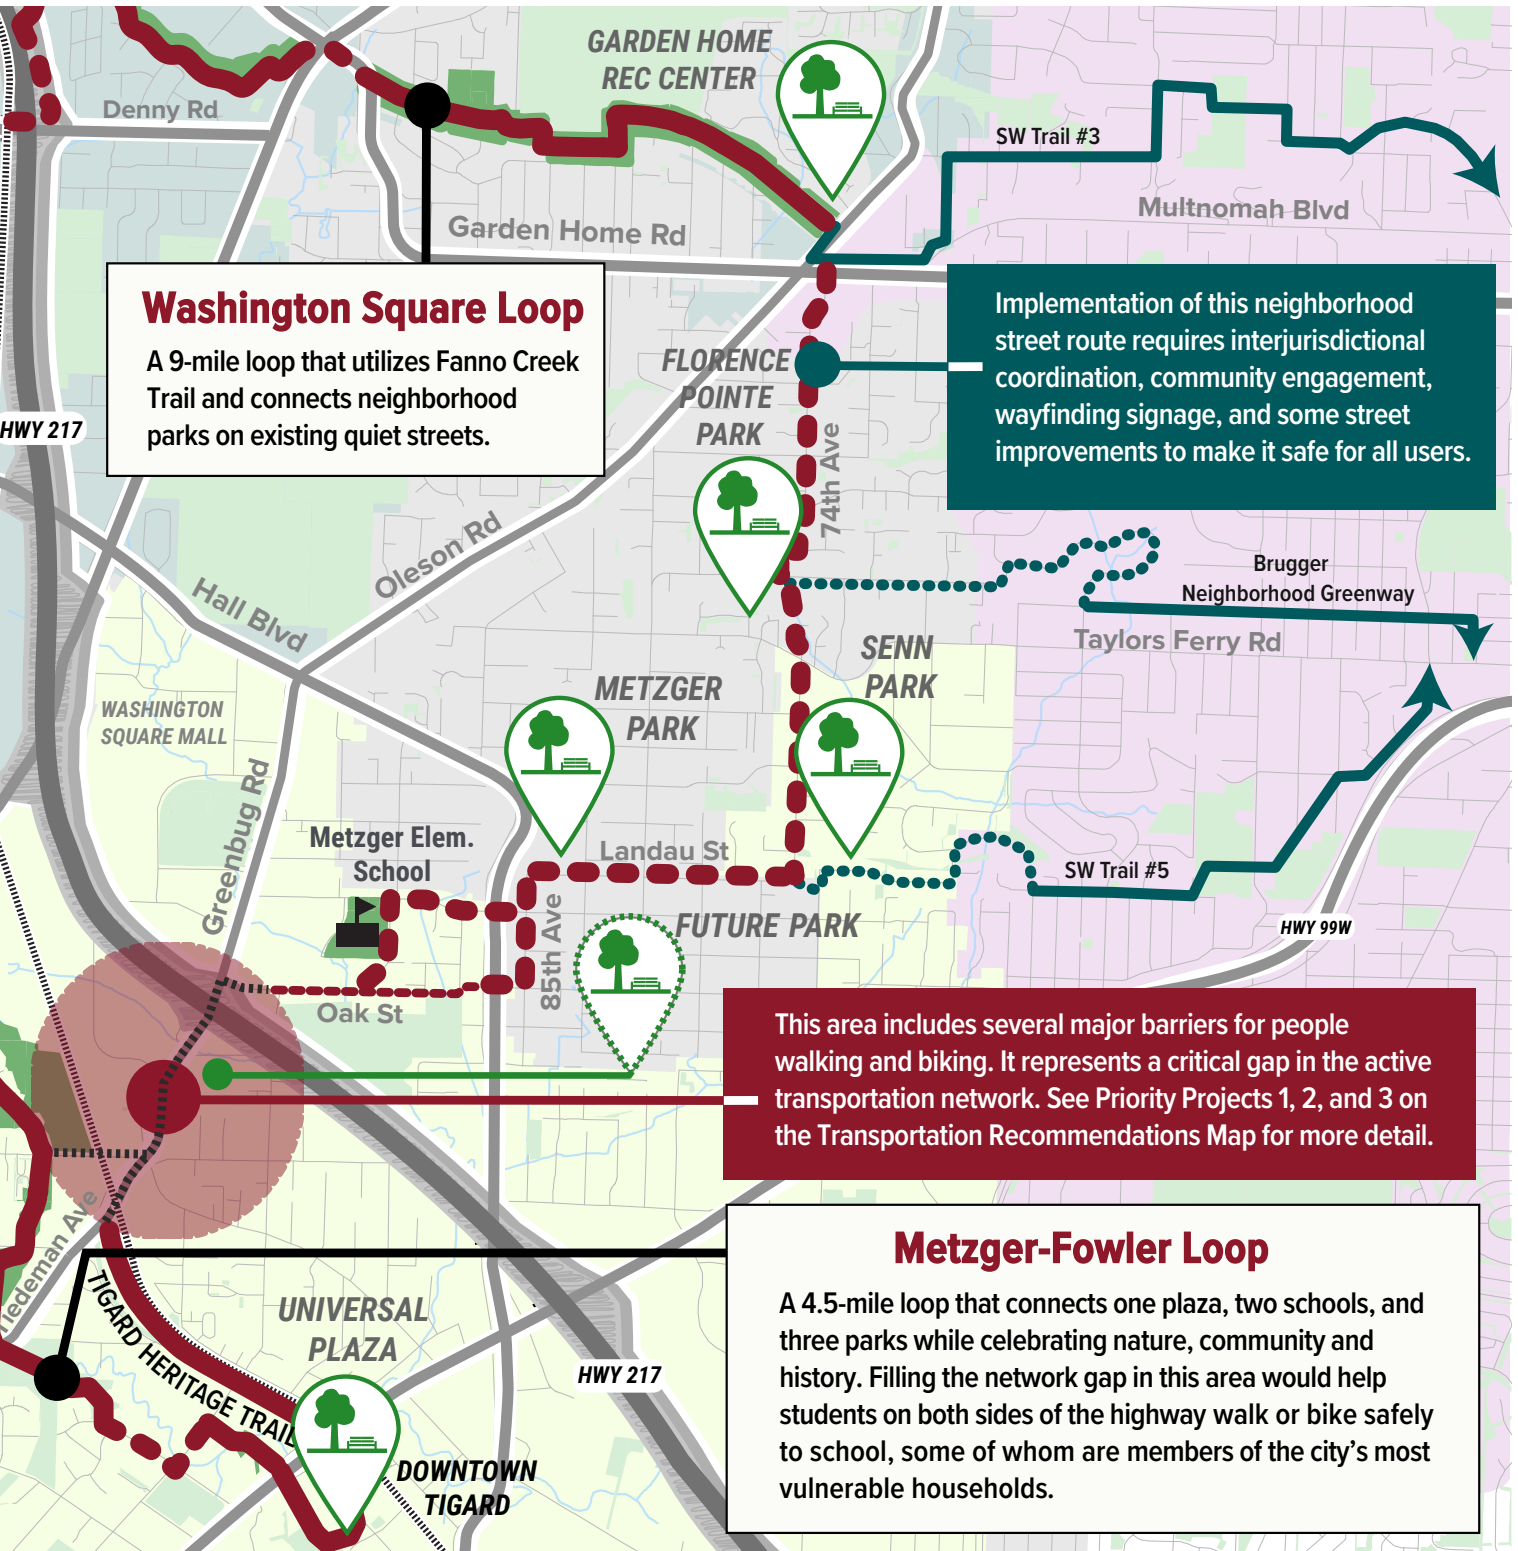 GARDEN HOME
REC CENTER
Denny Rd
SW Trail #3
Multnomah Blvd
Garden Home Rd
Washington Square Loop
A 9-mile loop that utilizes Fanno Creek
Trail and connects neighborhood
parks on existing quiet streets.
Implementation of this neighborhood
street route requires interjurisdictional
coordination, community engagement,
wayfinding signage, and some street
improvements to make it safe for all users.
FLORENCE
POINTE
PARK
HWY 217
74th Ave
Oleson Rd
Hall Blvd
Brugger
Neighborhood Greenway
Taylors Ferry Rd
SENN
PARK
METZGER
PARK
WASHINGTON
SQUARE MALL
Greenbug Rd
Metzger Elem.
School
Landau St
SW Trail #5
85th Ave
FUTURE PARK
HWY 99W
Oak St
This area includes several major barriers for people
walking and biking. It represents a critical gap in the active
transportation network. See Priority Projects 1, 2, and 3 on
the Transportation Recommendations Map for more detail.
Tiedeman Ave
TIGARD HERITAGE TRAIL
UNIVERSAL
PLAZA
HWY 217
DOWNTOWN
TIGARD
Metzger-Fowler Loop
A 4.5-mile loop that connects one plaza, two schools, and
three parks while celebrating nature, community and
history. Filling the network gap in this area would help
students on both sides of the highway walk or bike safely
to school, some of whom are members of the city's most
vulnerable households.